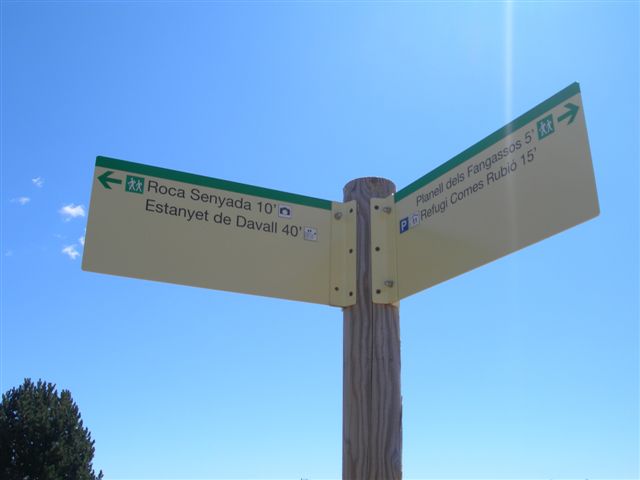 Roca Senyada 10'
Estanyet de Davall 40'
Planell dels Fangassos 5'
P Refugi Comes Rubió 15'